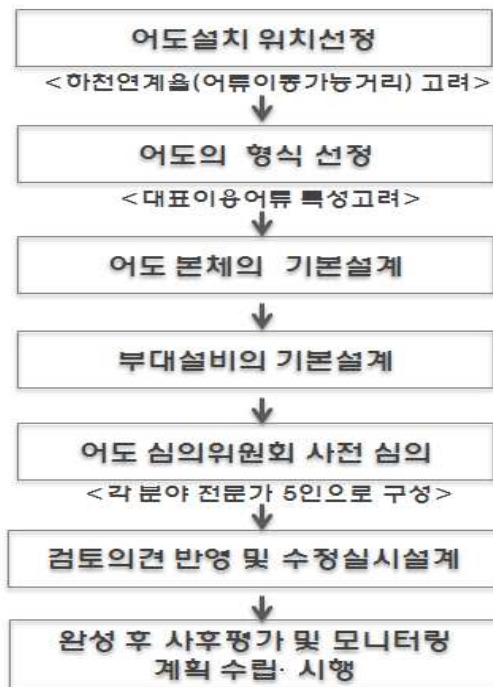 어도설치 위치선정
<하천연계율(어류이동가능거리) 고려>
어도의 형식 선정
<대표이용어류 특성고려>
어도 본체의 기본설계
부대설비의 기본설계
어도 심의위원회 사전 심의
<각 분야 전문가 5인으로 구성>
검토의견 반영 및 수정실시설계
완성 후 사후평가 및 모니터링
계획 수립· 시행